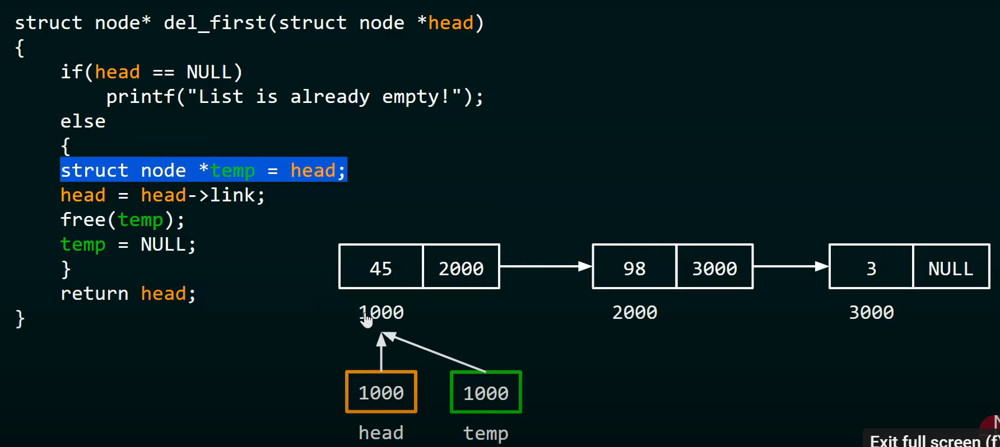 struct node* del_first(struct node *head)
{
if(head == NULL)
printf("List is already empty!");
else
{
struct node *temp = head;
head = head->link;
free(temp);
temp = NULL;
}
return head;
}
45 2000 98 3000 3 NULL
1000 2000 3000
1000 1000
head temp
N
Exit full screen (f)